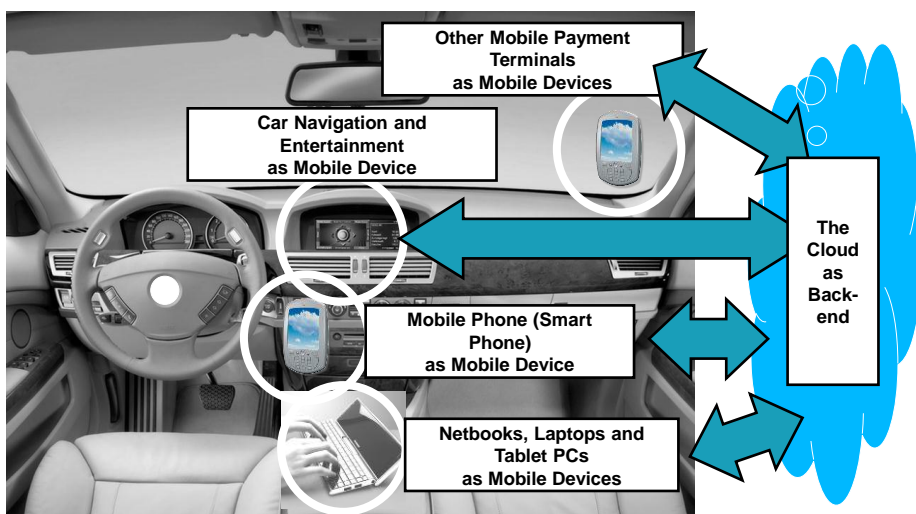 Other Mobile Payment
Terminals
as Mobile Devices
Car Navigation and
Entertainment
as Mobile Device
The
Cloud
as
Back-
end
Mobile Phone (Smart
Phone)
as Mobile Device
Netbooks, Laptops and
Tablet PCs
as Mobile Devices